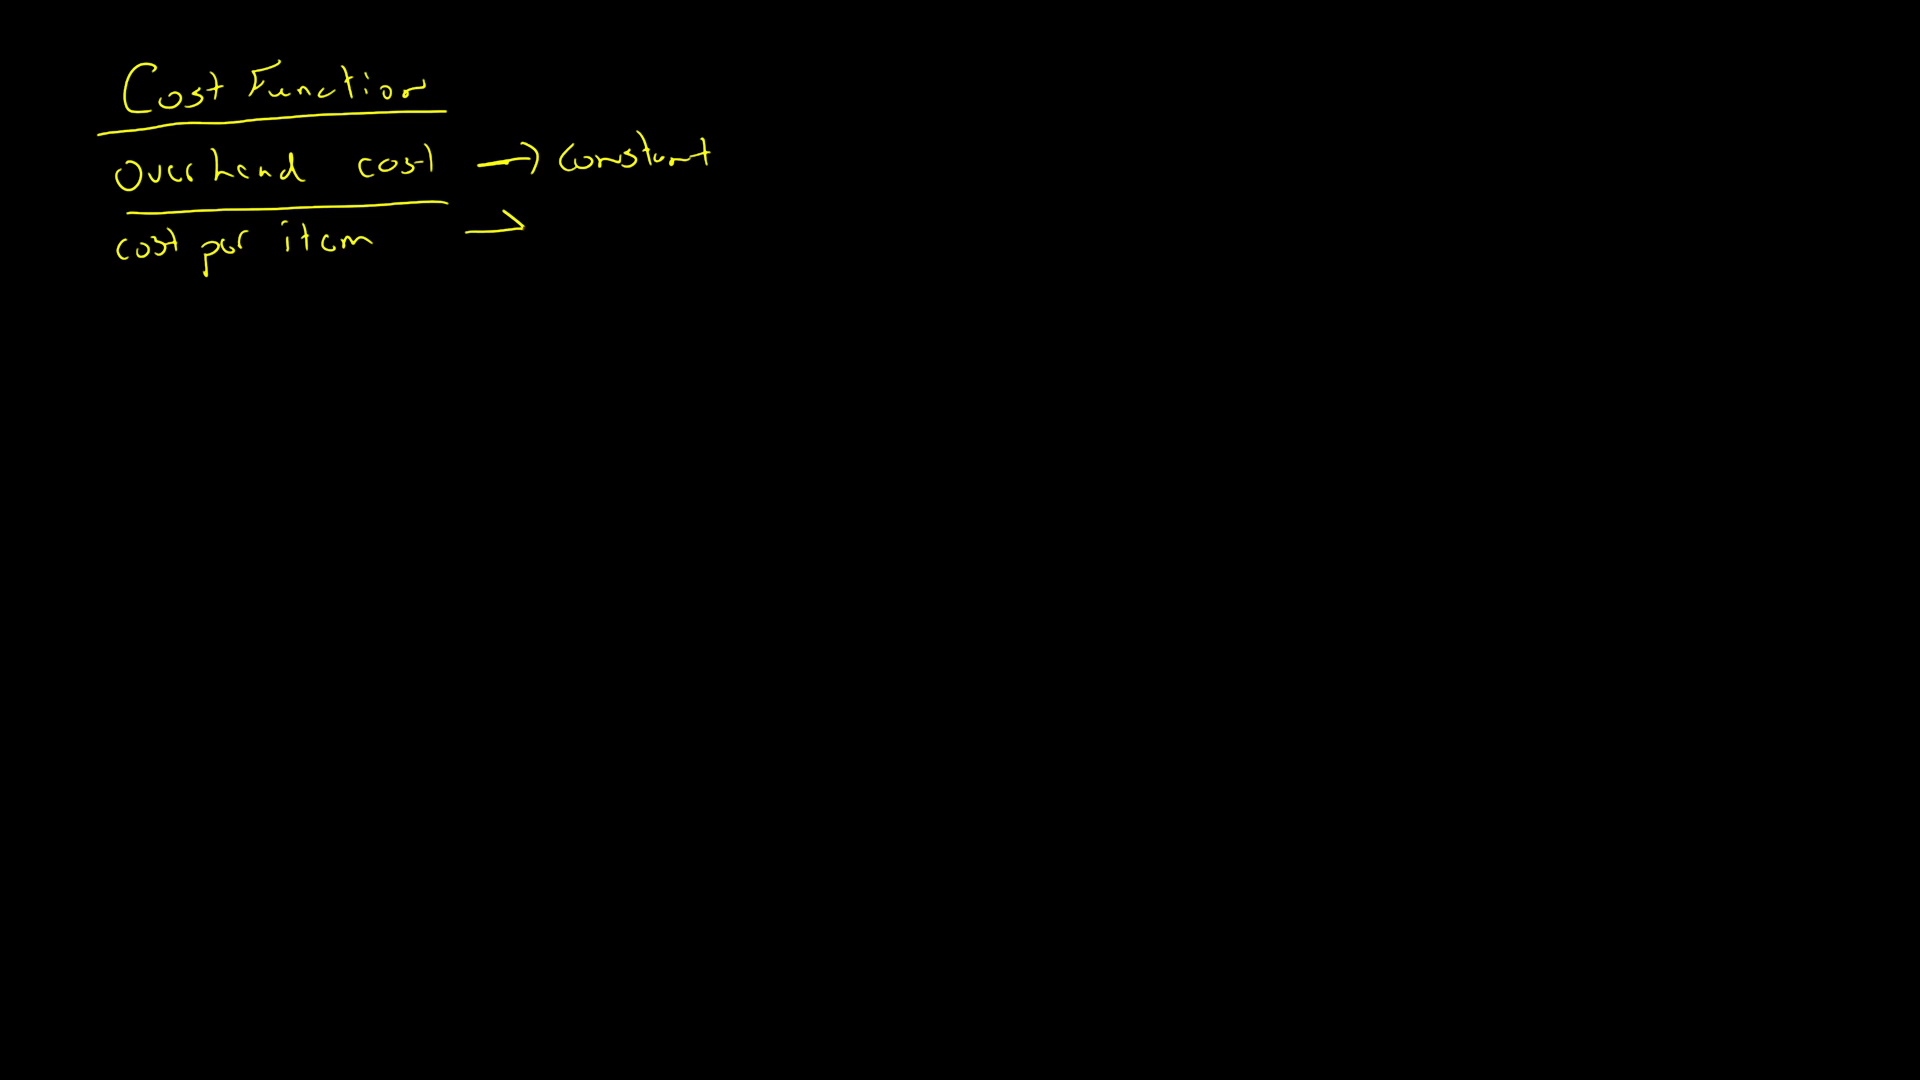 Cost Function
Overhead cost → constant
cost per item →